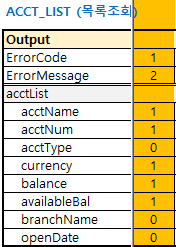 ACCT_LIST (목록조회)
Output
ErrorCode 1
ErrorMessage 2
acctList
acctName 1
acctNum 1
acctType 0
currency 1
balance 1
availableBal 1
branchName 0
openDate 0